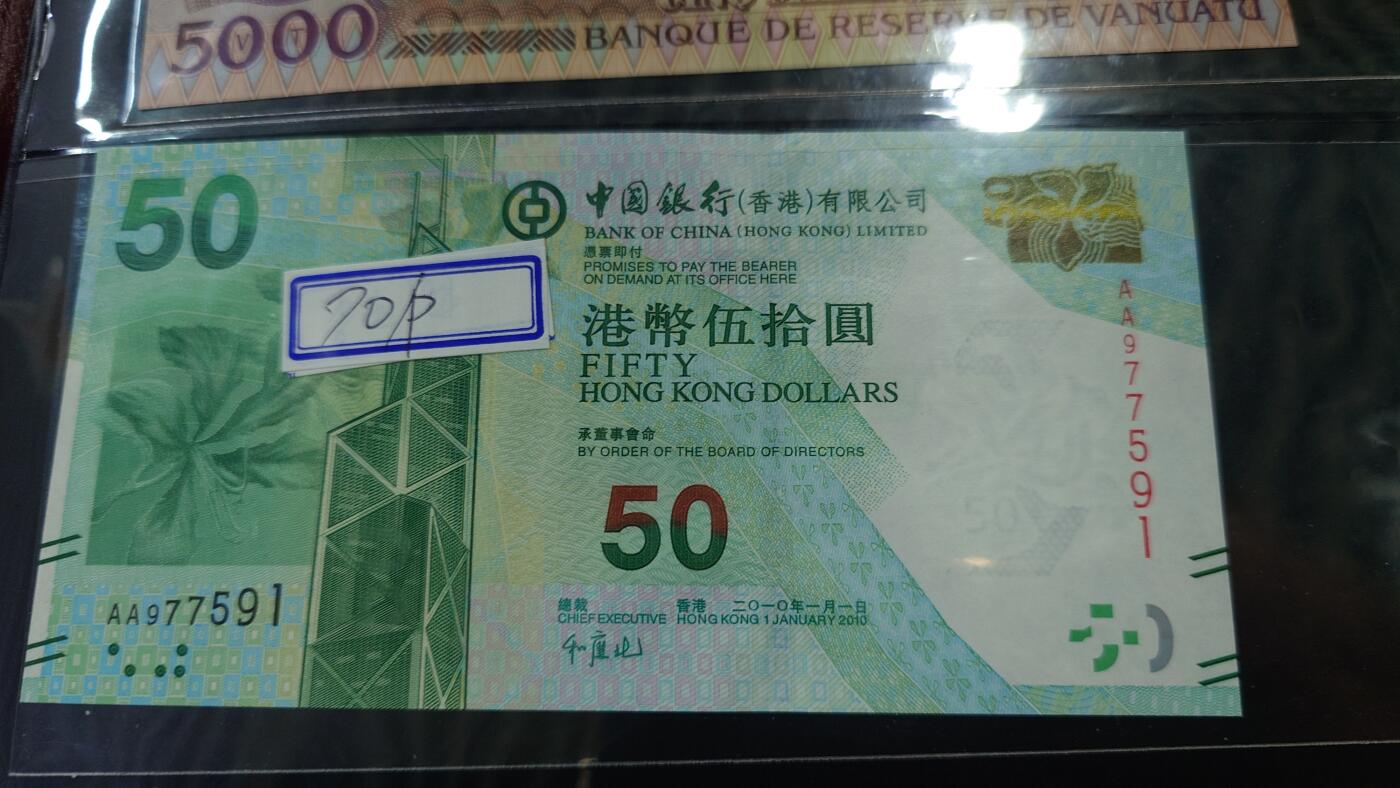 5000
VT
BANQUE DE RESERVE DE VANUATU
50
中國銀行(香港)有限公司
BANK OF CHINA (HONG KONG) LIMITED
憑票即付
PROMISES TO PAY THE BEARER
ON DEMAND AT ITS OFFICE HERE
70p
港幣伍拾圓
FIFTY
HONG KONG DOLLARS
承董事會命
BY ORDER OF THE BOARD OF DIRECTORS
50
AA977591
50
AA977591
總裁 香港 二〇一〇年一月一日
CHIEF EXECUTIVE HONG KONG 1 JANUARY 2010